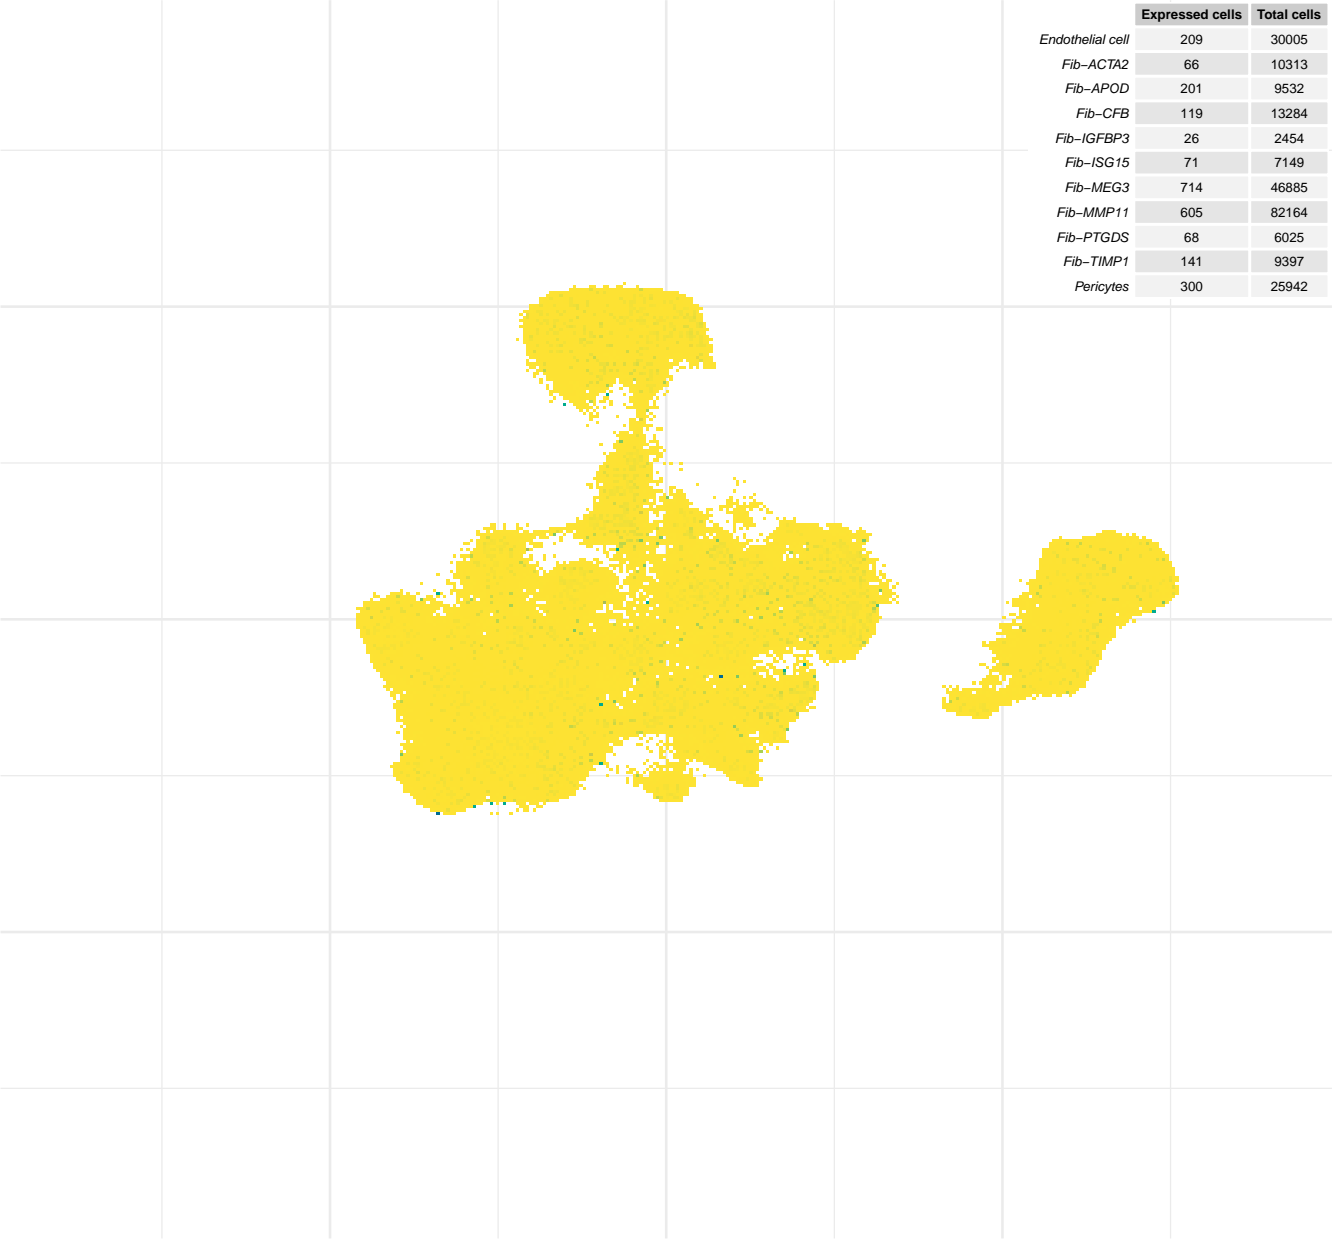 Expressed cells Total cells
Endothelial cell 209 30005
Fib−ACTA2 66 10313
Fib−APOD 201 9532
Fib−CFB 119 13284
Fib−IGFBP3 26 2454
Fib−ISG15 71 7149
Fib−MEG3 714 46885
Fib−MMP11 605 82164
Fib−PTGDS 68 6025
Fib−TIMP1 141 9397
Pericytes 300 25942